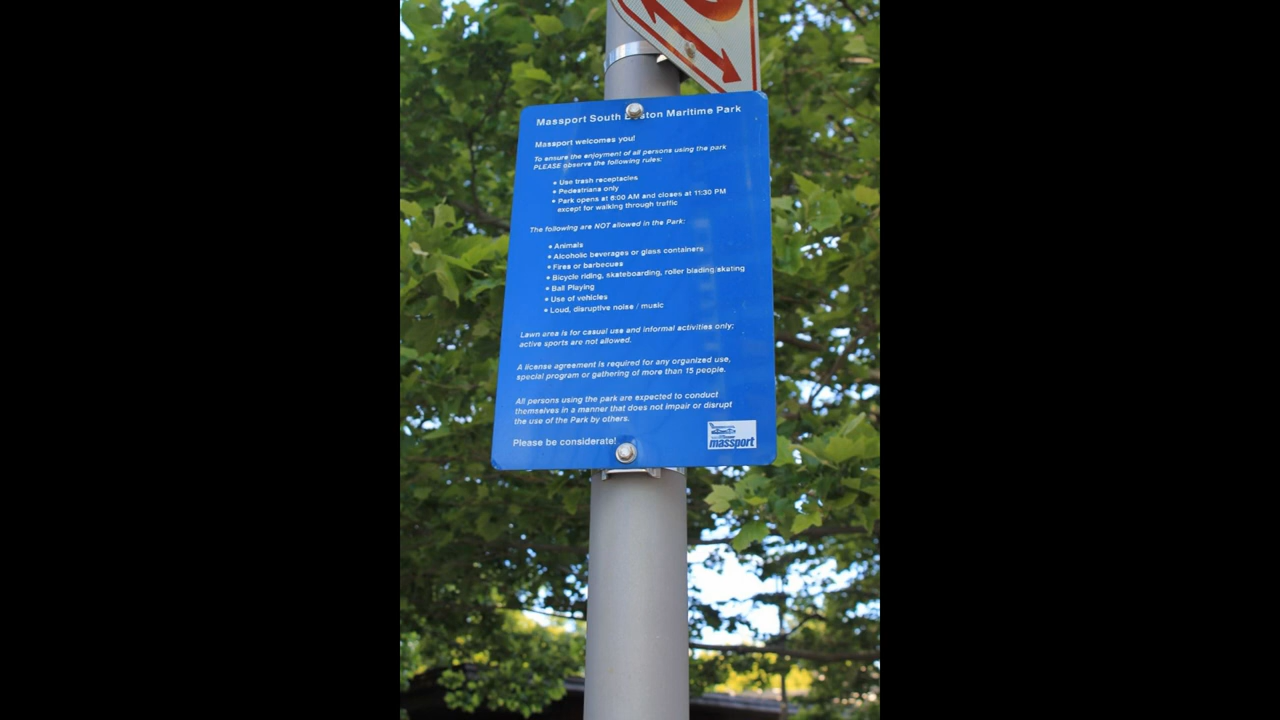 Massport South Boston Maritime Park
Massport welcomes you!
To ensure the enjoyment of all persons using the park
PLEASE observe the following rules:
• Use trash receptacles
• Pedestrians only
• Park opens at 6:00 AM and closes at 11:30 PM
except for walking through traffic
The following are NOT allowed in the Park:
• Animals
• Alcoholic beverages or glass containers
• Fires or barbecues
• Bicycle riding, skateboarding, roller blading/skating
• Ball Playing
• Use of vehicles
• Loud, disruptive noise / music
Lawn area is for casual use and informal activities only;
active sports are not allowed.
A license agreement is required for any organized use,
special program or gathering of more than 15 people.
All persons using the park are expected to conduct
themselves in a manner that does not impair or disrupt
the use of the Park by others.
Please be considerate!
massport